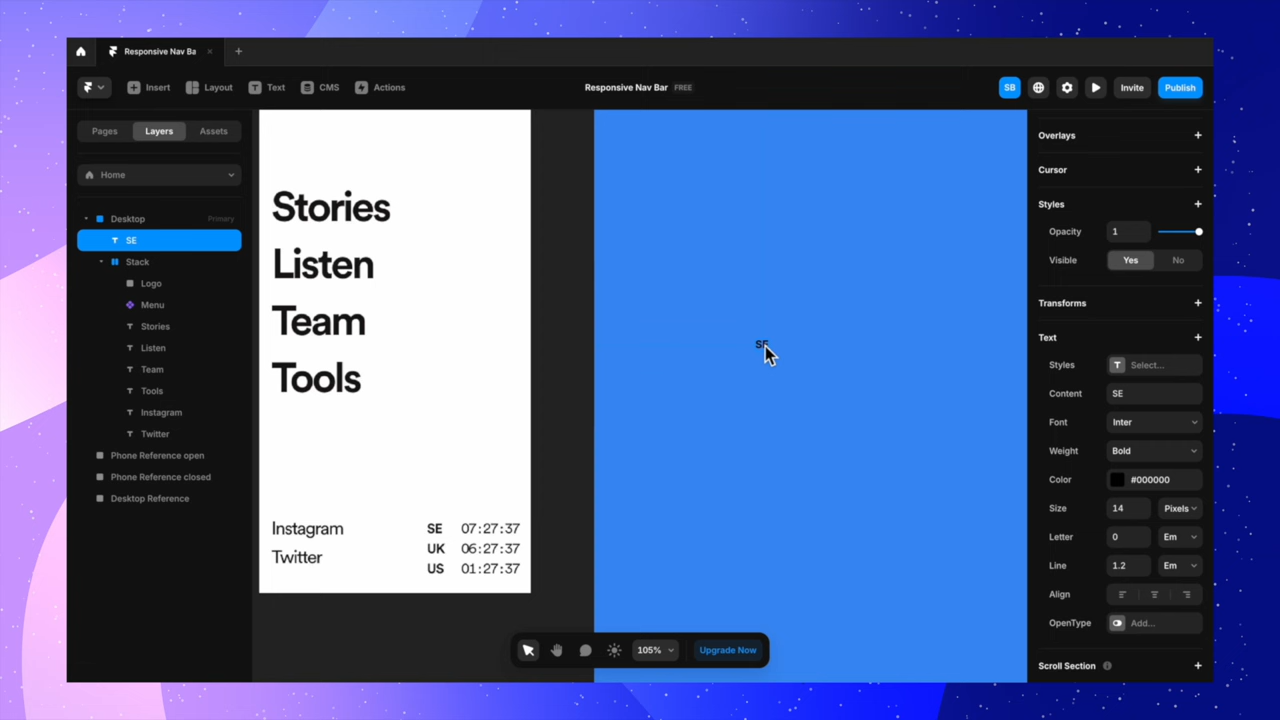 Responsive Nav Ba
Insert
Layout
Text
CMS
Actions
Responsive Nav Bar
FREE
SB
Invite
Publish
Pages
Layers
Assets
Home
Desktop
Primary
SE
Stack
Logo
Menu
Stories
Listen
Team
Tools
Instagram
Twitter
Phone Reference open
Phone Reference closed
Desktop Reference
Stories
Listen
Team
Tools
Instagram
Twitter
SE 07:27:37
UK 06:27:37
US 01:27:37
SE
105%
Upgrade Now
Overlays
Cursor
Styles
Opacity 1
Visible Yes No
Transforms
Text
Styles T Select...
Content SE
Font Inter
Weight Bold
Color #000000
Size 14 Pixels
Letter 0 Em
Line 1.2 Em
Align
OpenType Add...
Scroll Section